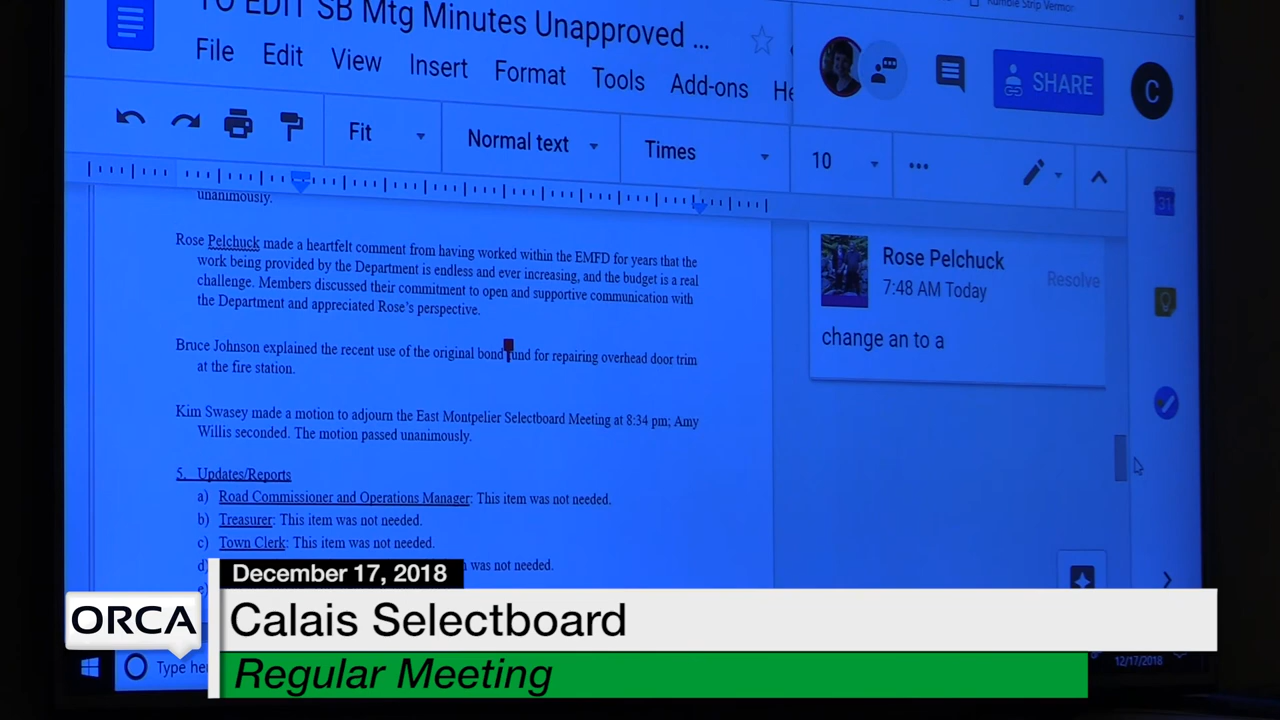 Rumble Strip Vermon
TO EDIT SB Mtg Minutes Unapproved ...
File Edit View Insert Format Tools Add-ons He
SHARE
C
Fit
Normal text
Times
10
31
unanimously.
Rose Pelchuck made a heartfelt comment from having worked within the EMFD for years that the
work being provided by the Department is endless and ever increasing, and the budget is a real
challenge. Members discussed their commitment to open and supportive communication with
the Department and appreciated Rose's perspective.
Bruce Johnson explained the recent use of the original bond fund for repairing overhead door trim
at the fire station.
Kim Swasey made a motion to adjourn the East Montpelier Selectboard Meeting at 8:34 pm; Amy
Willis seconded. The motion passed unanimously.
5. Updates/Reports
a) Road Commissioner and Operations Manager: This item was not needed.
b) Treasurer: This item was not needed.
c) Town Clerk: This item was not needed.
d) was not needed.
e)
Rose Pelchuck
7:48 AM Today
Resolve
change an to a
December 17, 2018
ORCA
Calais Selectboard
Regular Meeting
Type her
12/17/2018